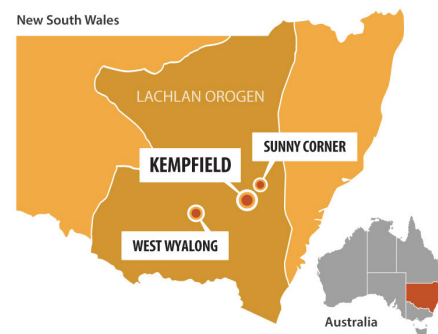 New South Wales
LACHLAN OROGEN
SUNNY CORNER
KEMPFIELD
WEST WYALONG
Australia